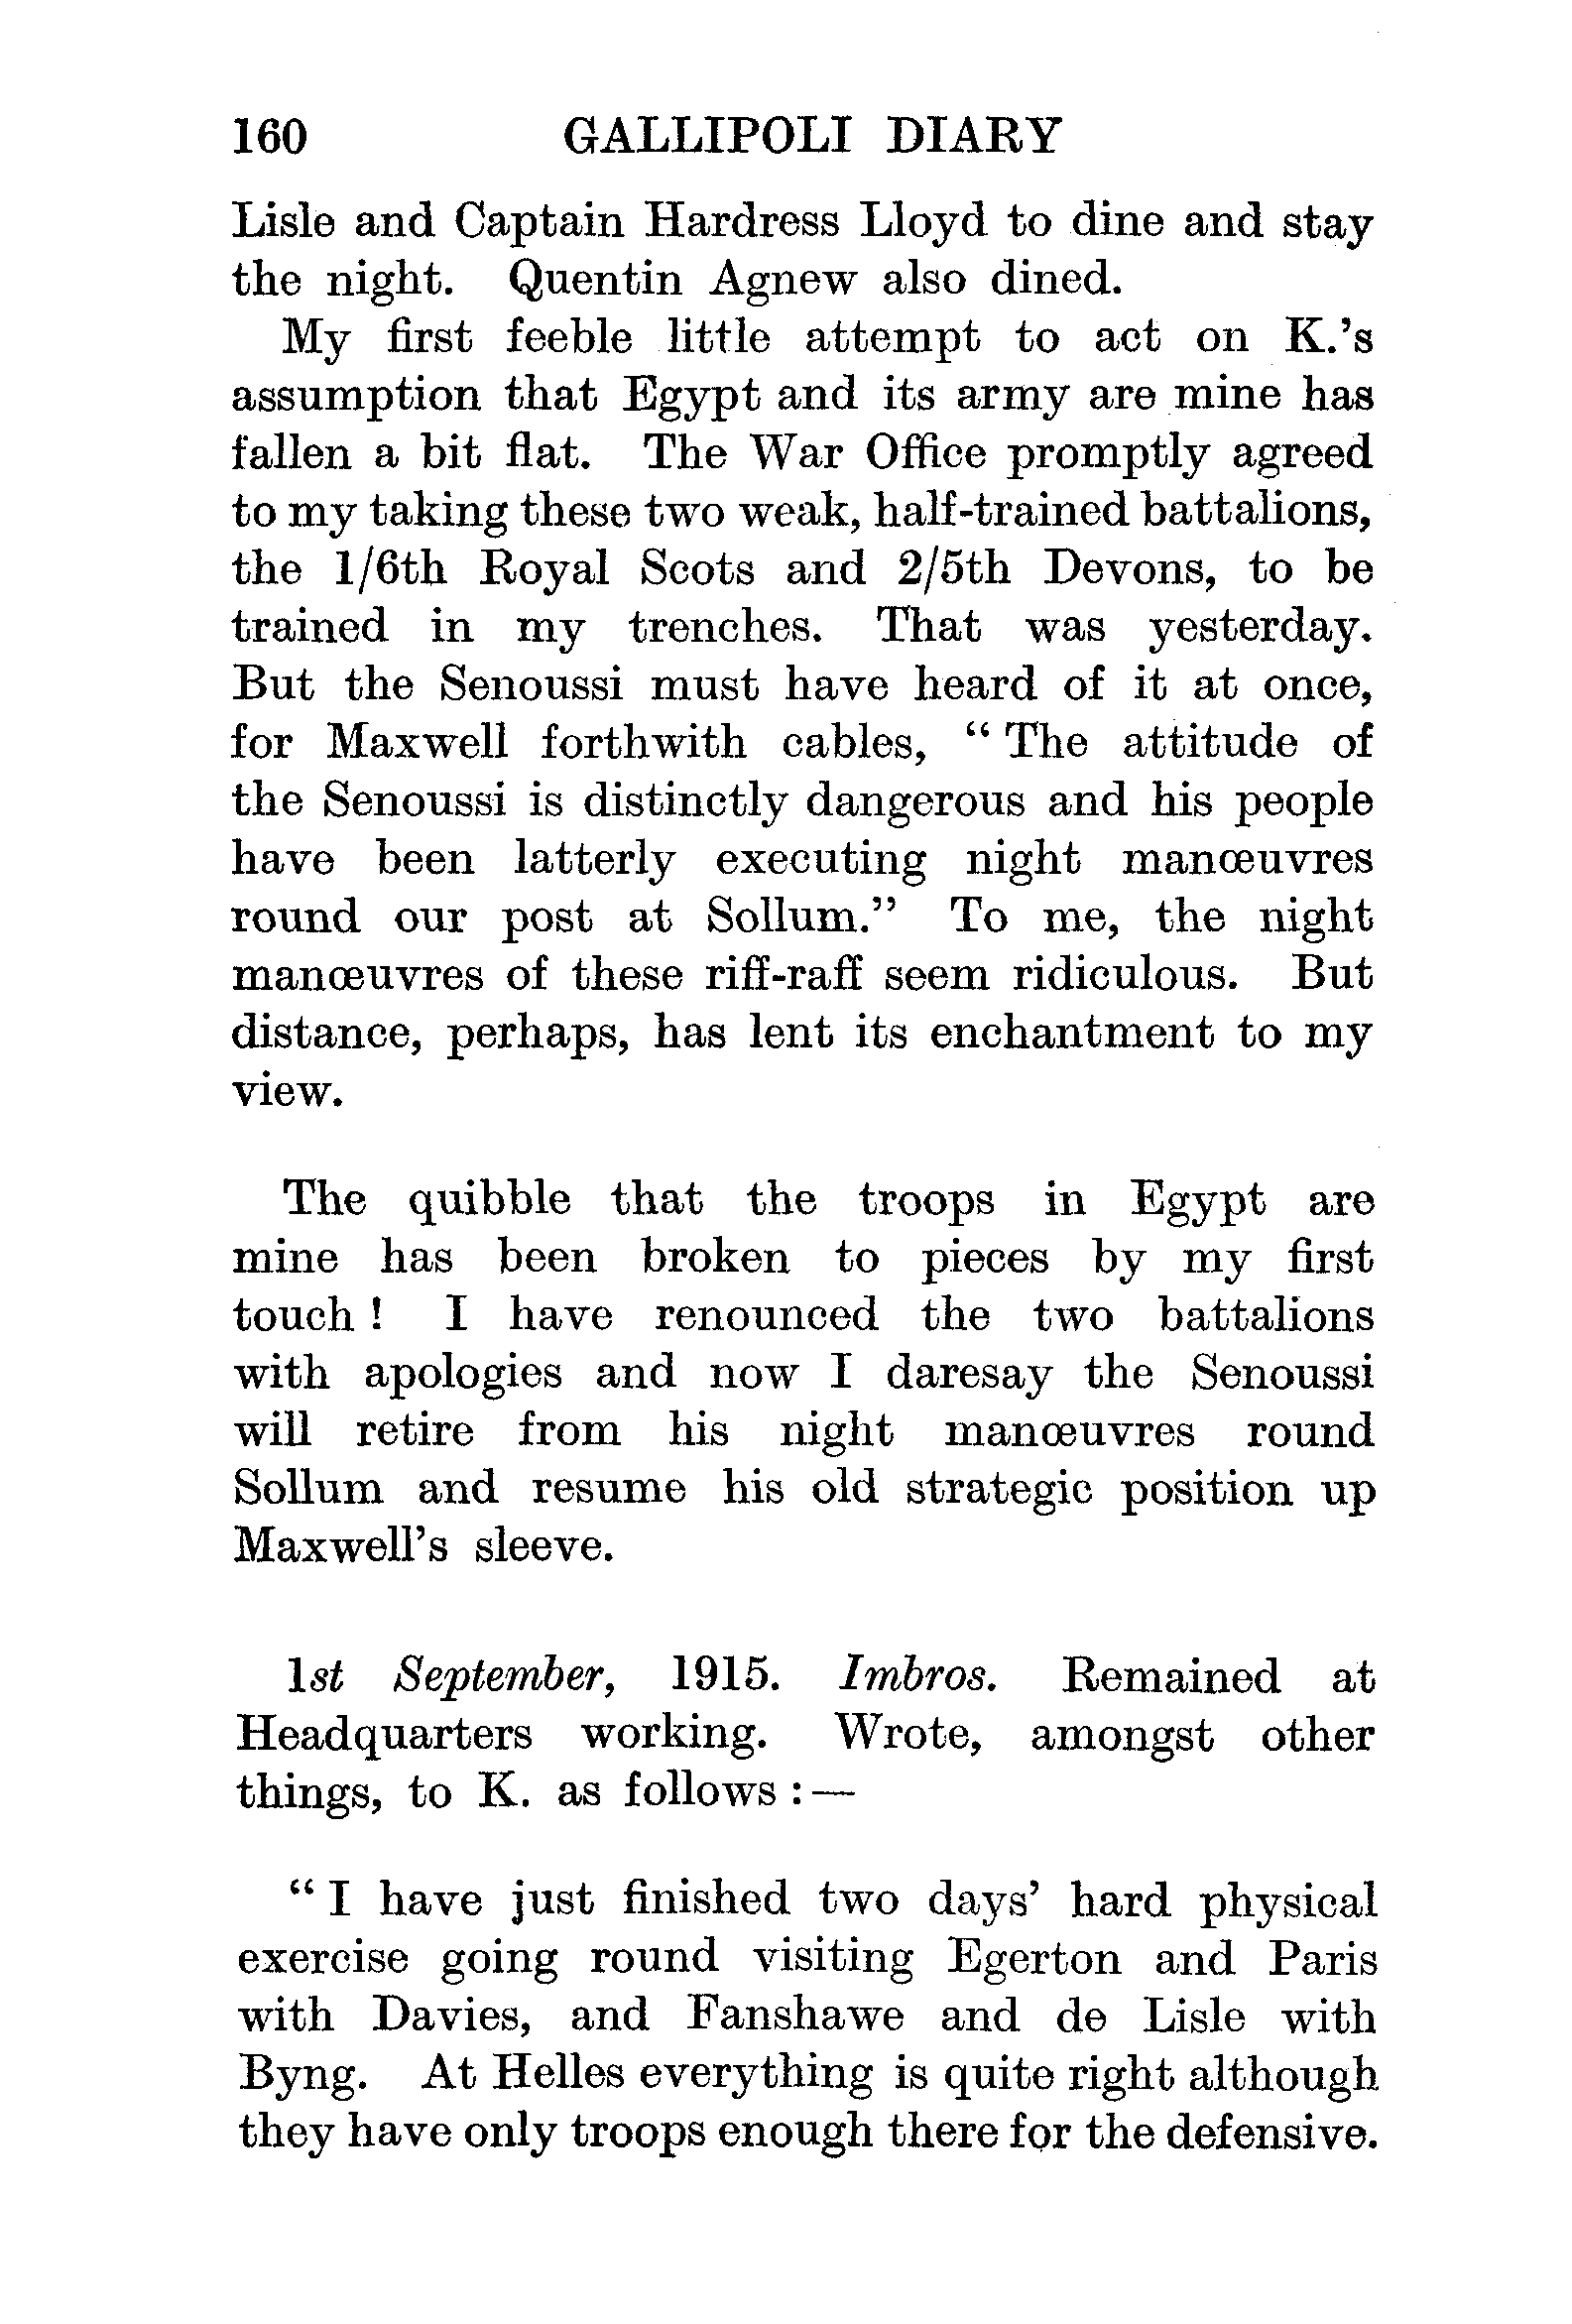 160 GALLIPOLI DIARY
Lisle and Captain Hardress Lloyd to dine and stay
the night. Quentin Agnew also dined.
My first feeble little attempt to act on K.'s
assumption that Egypt and its army are mine has
fallen a bit flat. The War Office promptly agreed
to my taking these two weak, half-trained battalions,
the 1/6th Royal Scots and 2/5th Devons, to be
trained in my trenches. That was yesterday.
But the Senoussi must have heard of it at once,
for Maxwell forthwith cables, “ The attitude of
the Senoussi is distinctly dangerous and his people
have been latterly executing night manœuvres
round our post at Sollum.” To me, the night
manœuvres of these riff-raff seem ridiculous. But
distance, perhaps, has lent its enchantment to my
view.
The quibble that the troops in Egypt are
mine has been broken to pieces by my first
touch ! I have renounced the two battalions
with apologies and now I daresay the Senoussi
will retire from his night manœuvres round
Sollum and resume his old strategic position up
Maxwell's sleeve.
1st September, 1915. Imbros. Remained at
Headquarters working. Wrote, amongst other
things, to K. as follows :—
“ I have just finished two days' hard physical
exercise going round visiting Egerton and Paris
with Davies, and Fanshawe and de Lisle with
Byng. At Helles everything is quite right although
they have only troops enough there for the defensive.